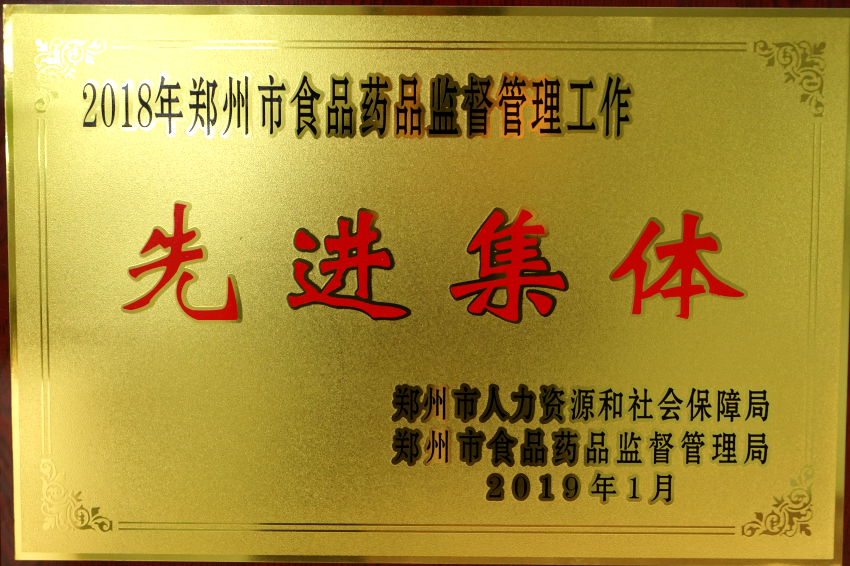 2018年郑州市食品药品监督管理工作
先进集体
郑州市人力资源和社会保障局
郑州市食品药品监督管理局
2019年1月